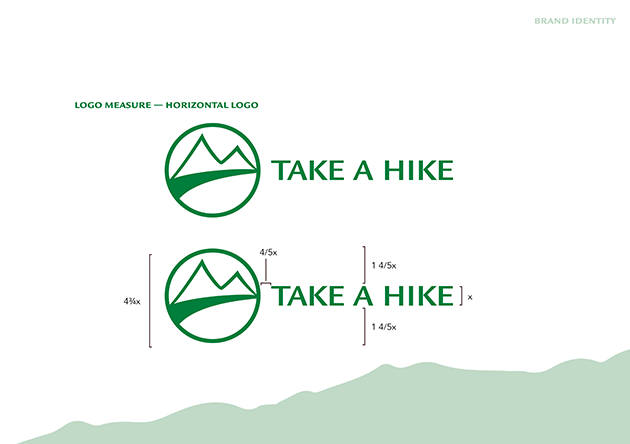 BRAND IDENTITY
LOGO MEASURE — HORIZONTAL LOGO
TAKE A HIKE
4/5x
1 4/5x
4¾x
TAKE A HIKE
x
1 4/5x